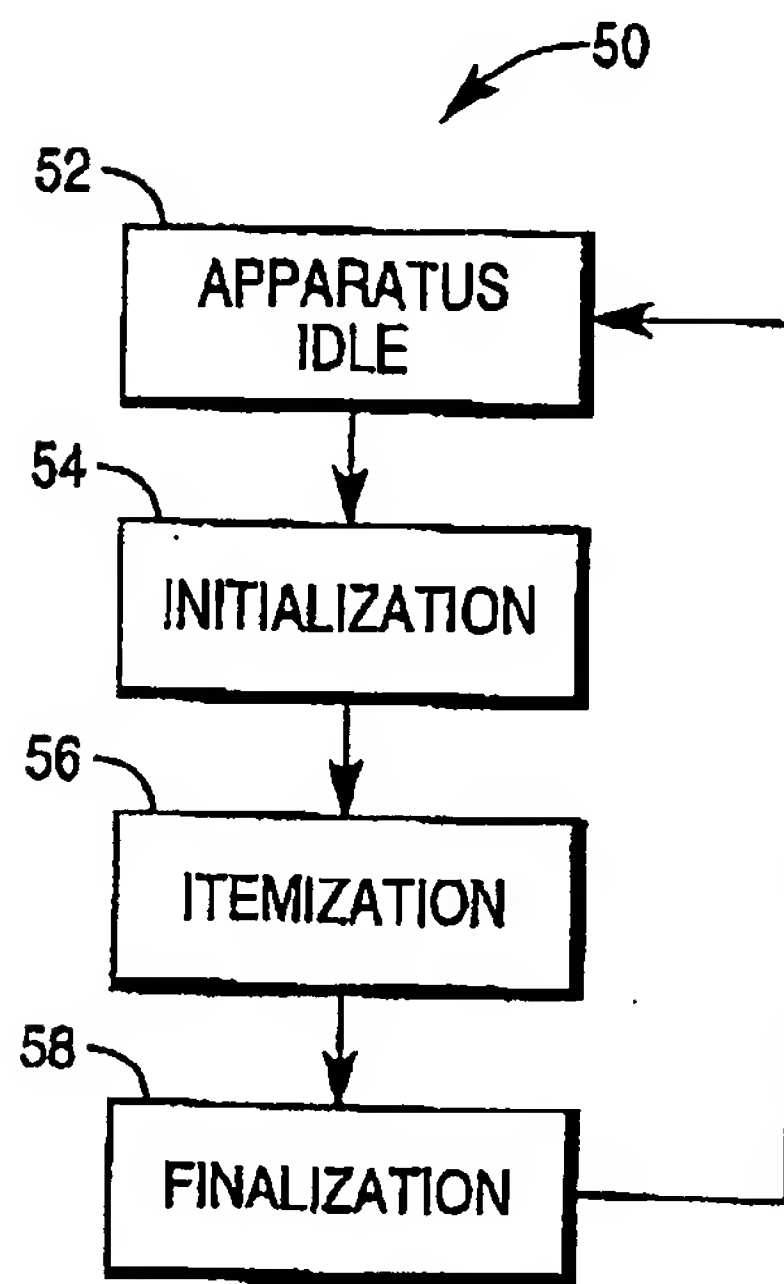 50
52
APPARATUS
IDLE
54
INITIALIZATION
56
ITEMIZATION
58
FINALIZATION